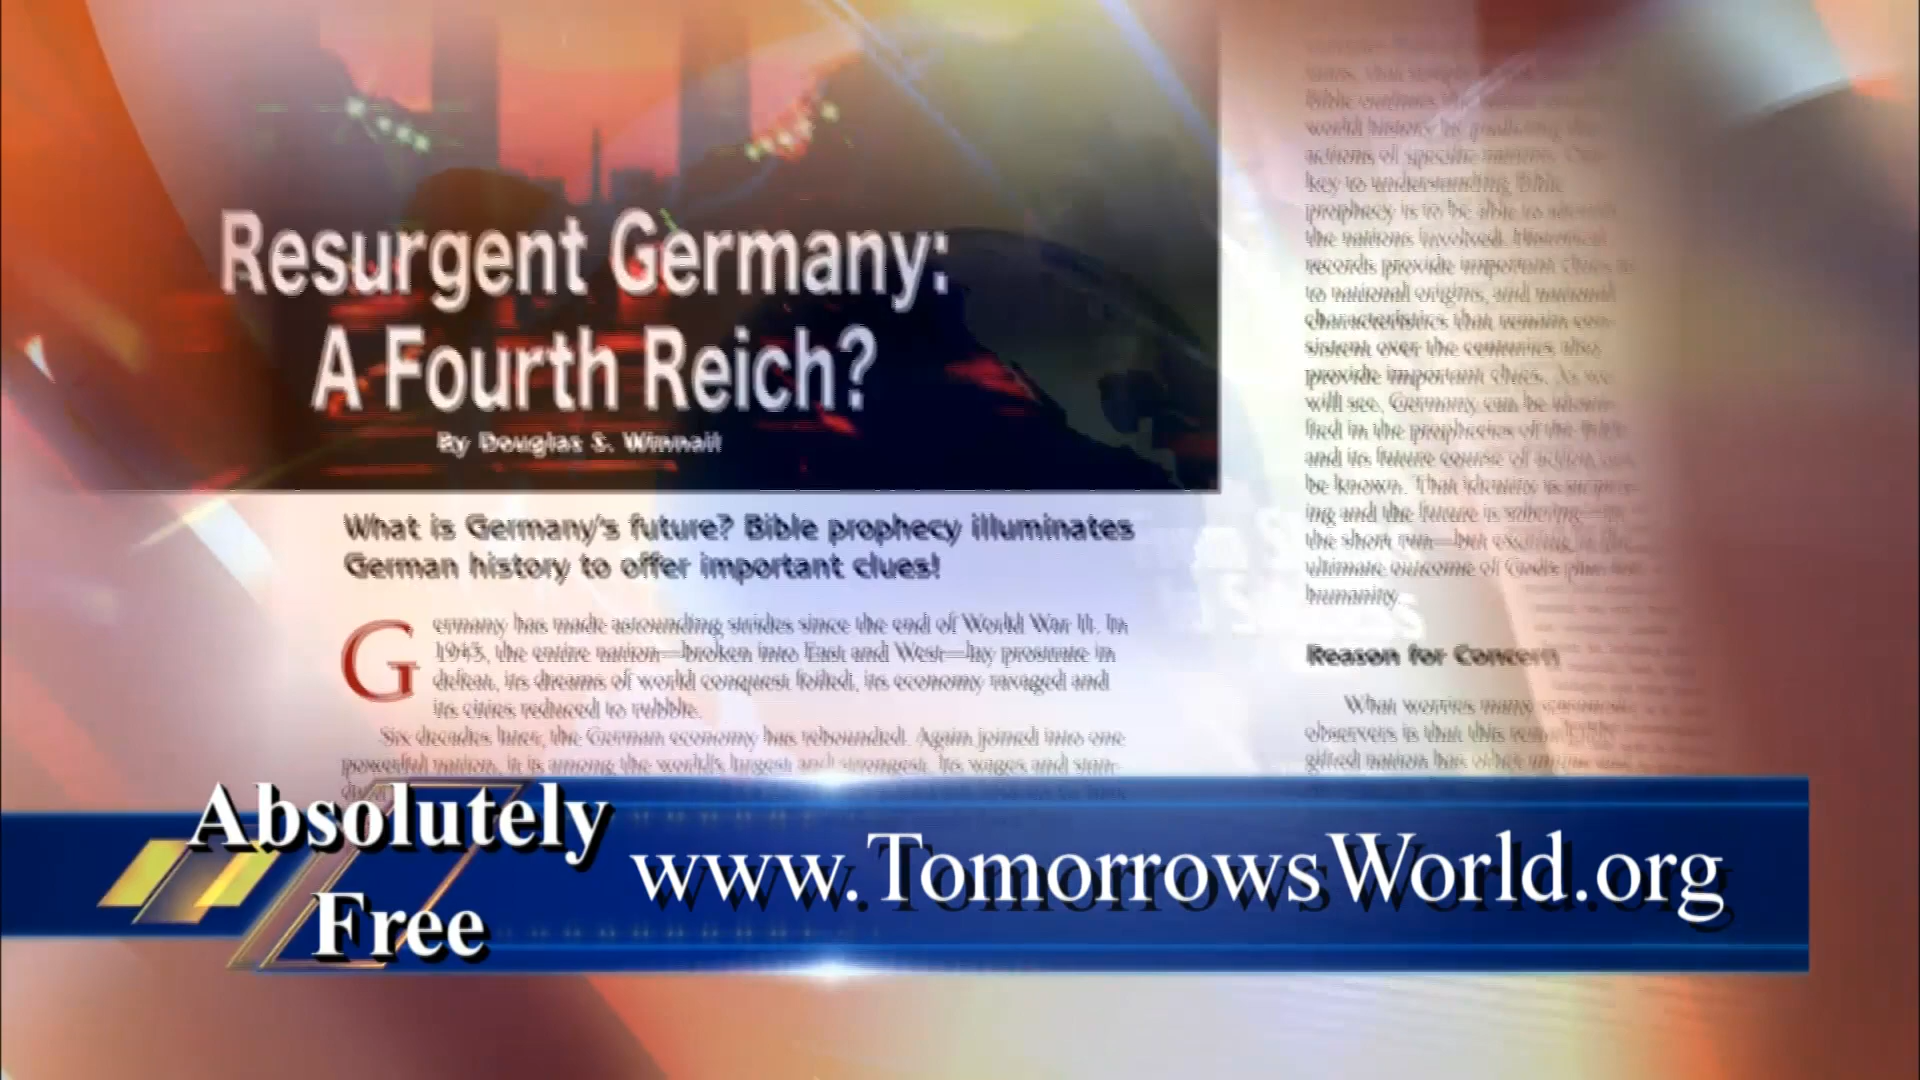 Resurgent Germany:
A Fourth Reich?
By Douglas S. Winnail
What is Germany's future? Bible prophecy illuminates
German history to offer important clues!
Germany has made astounding strides since the end of World War II. In
1945, the entire nation—broken into East and West—lay prostrate in
defeat, its dreams of world conquest foiled, its economy ravaged and
its cities reduced to rubble.
Six decades later, the German economy has rebounded. Again joined into one
powerful nation, it is among the world's largest and strongest. Its wages and
world history by predicting the
actions of specific nations.
key to understanding Bible
prophecy is to be able to
the nations involved. Historical
records provide important clues
to national origins, and national
characteristics that remain con-
sistent over the centuries also
provide important clues. As we
will see, Germany can be
fied in the prophecies of the Bible
and its future course of action
be known. That identity is
ing and the future is sobering—
the short run—but exciting in
ultimate outcome of God's plan
humanity.
Reason for Concern
What worries many
observers is that this
gifted nation has
Absolutely
Free
www.TomorrowsWorld.org